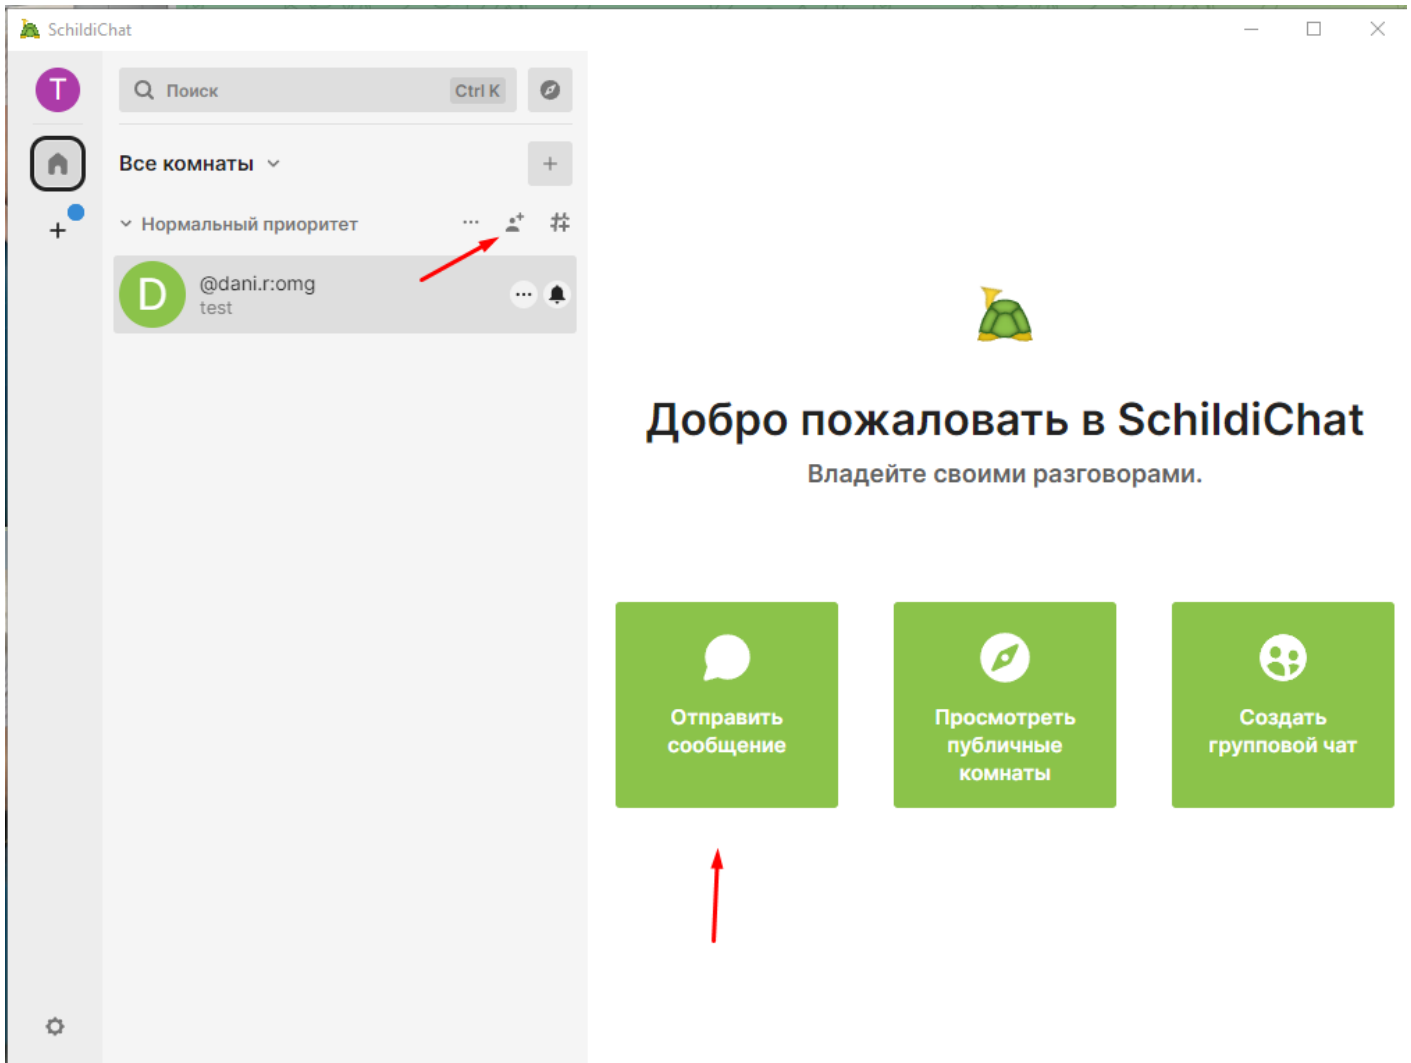 SchildiChat
T
Поиск
Ctrl K
Все комнаты
Нормальный приоритет
D
@dani.r:omg
test
Добро пожаловать в SchildiChat
Владейте своими разговорами.
Отправить
сообщение
Просмотреть
публичные
комнаты
Создать
групповой чат